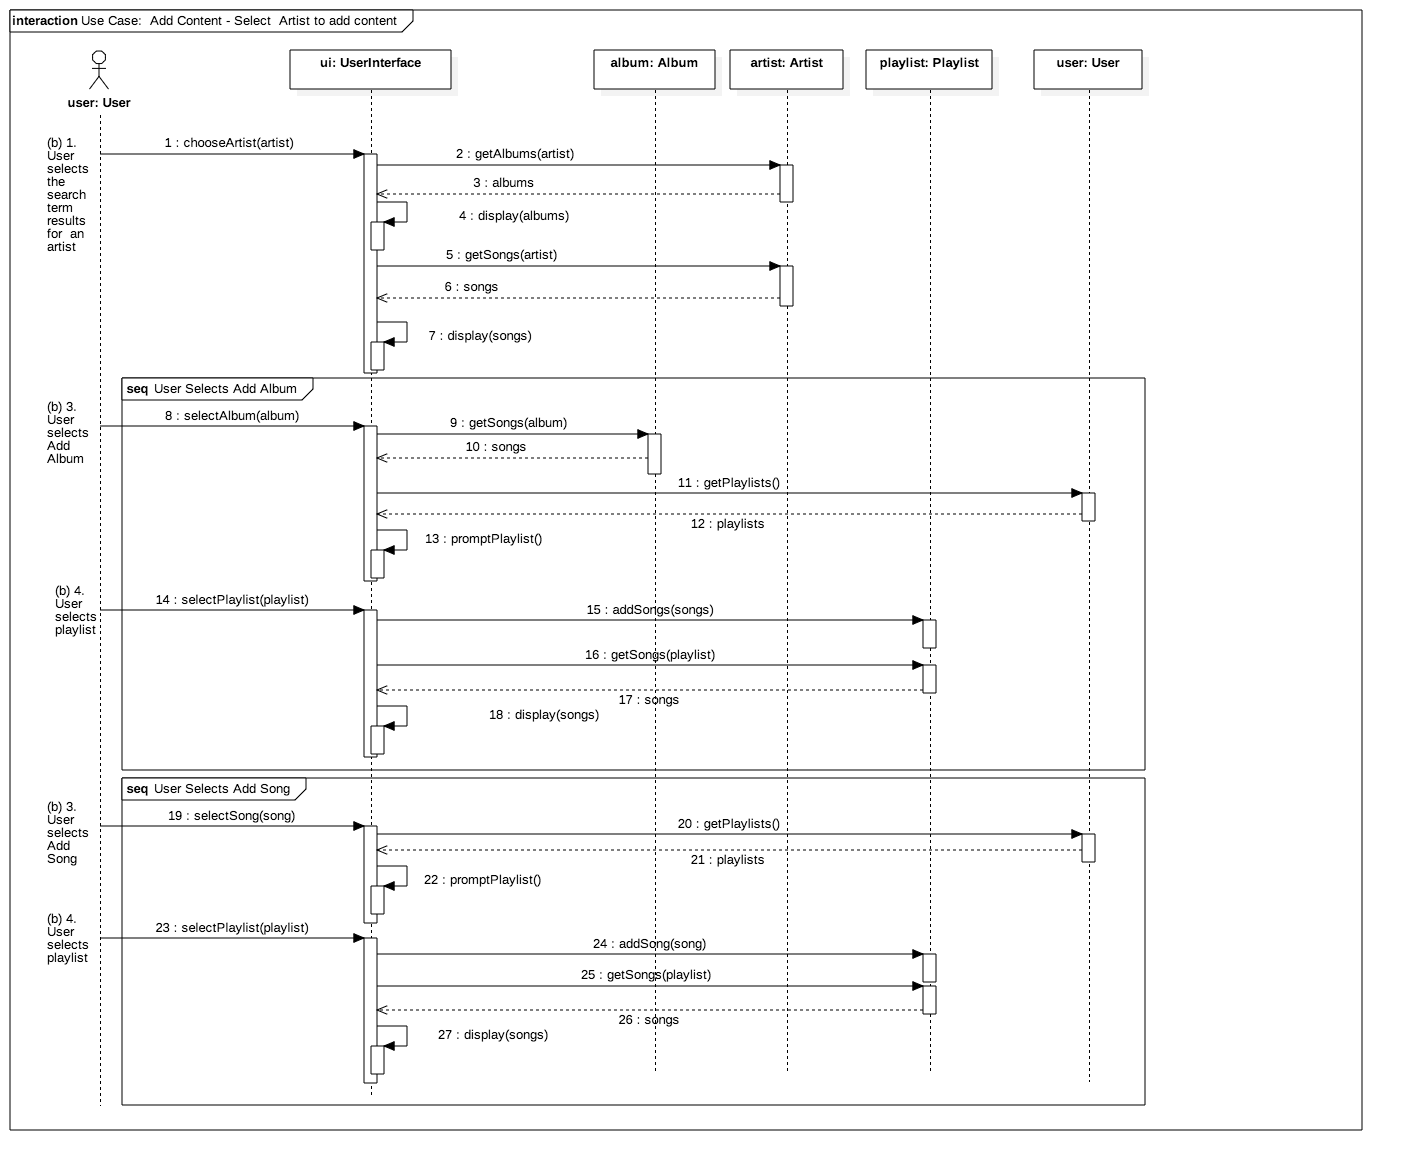 interaction Use Case:  Add Content - Select  Artist to add content
user: User
ui: UserInterface
album: Album
artist: Artist
playlist: Playlist
user: User
(b) 1.
User
selects
the
search
term
results
for  an
artist
1 : chooseArtist(artist)
2 : getAlbums(artist)
3 : albums
4 : display(albums)
5 : getSongs(artist)
6 : songs
7 : display(songs)
seq User Selects Add Album
(b) 3.
User
selects
Add
Album
8 : selectAlbum(album)
9 : getSongs(album)
10 : songs
11 : getPlaylists()
12 : playlists
13 : promptPlaylist()
(b) 4.
User
selects
playlist
14 : selectPlaylist(playlist)
15 : addSongs(songs)
16 : getSongs(playlist)
17 : songs
18 : display(songs)
seq User Selects Add Song
(b) 3.
User
selects
Add
Song
19 : selectSong(song)
20 : getPlaylists()
21 : playlists
22 : promptPlaylist()
(b) 4.
User
selects
playlist
23 : selectPlaylist(playlist)
24 : addSong(song)
25 : getSongs(playlist)
26 : songs
27 : display(songs)